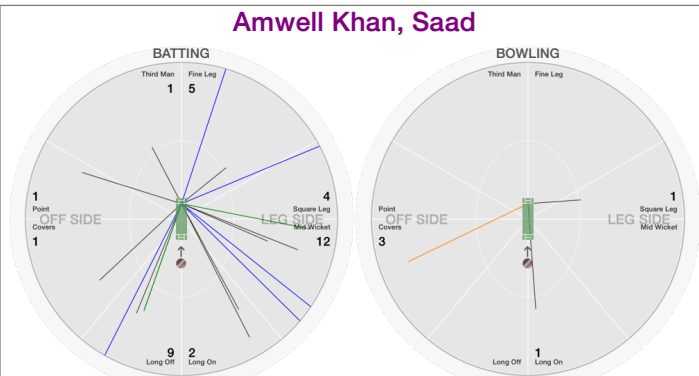 Amwell Khan, Saad
BATTING
Third Man
Fine Leg
1
5
1
Point
OFF SIDE
Covers
1
4
Square Leg
LEG SIDE
Mid Wicket
12
9
2
Long Off
Long On
BOWLING
Third Man
Fine Leg
Point
OFF SIDE
Covers
3
1
Square Leg
LEG SIDE
Mid Wicket
1
Long Off
Long On